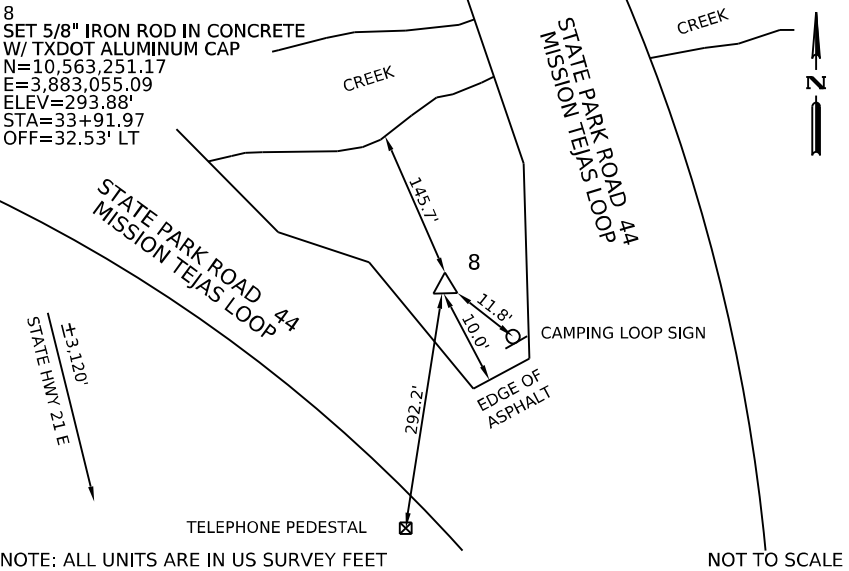 8
SET 5/8" IRON ROD IN CONCRETE
W/ TXDOT ALUMINUM CAP
N=10,563,251.17
E=3,883,055.09
ELEV=293.88'
STA=33+91.97
OFF=32.53' LT
CREEK
CREEK
N
STATE PARK ROAD 44
MISSION TEJAS LOOP
145.7'
STATE PARK ROAD 44
MISSION TEJAS LOOP
8
11.8'
10.0'
CAMPING LOOP SIGN
EDGE OF
ASPHALT
±3,120'
STATE HWY 21 E
292.2'
TELEPHONE PEDESTAL
NOTE: ALL UNITS ARE IN US SURVEY FEET
NOT TO SCALE